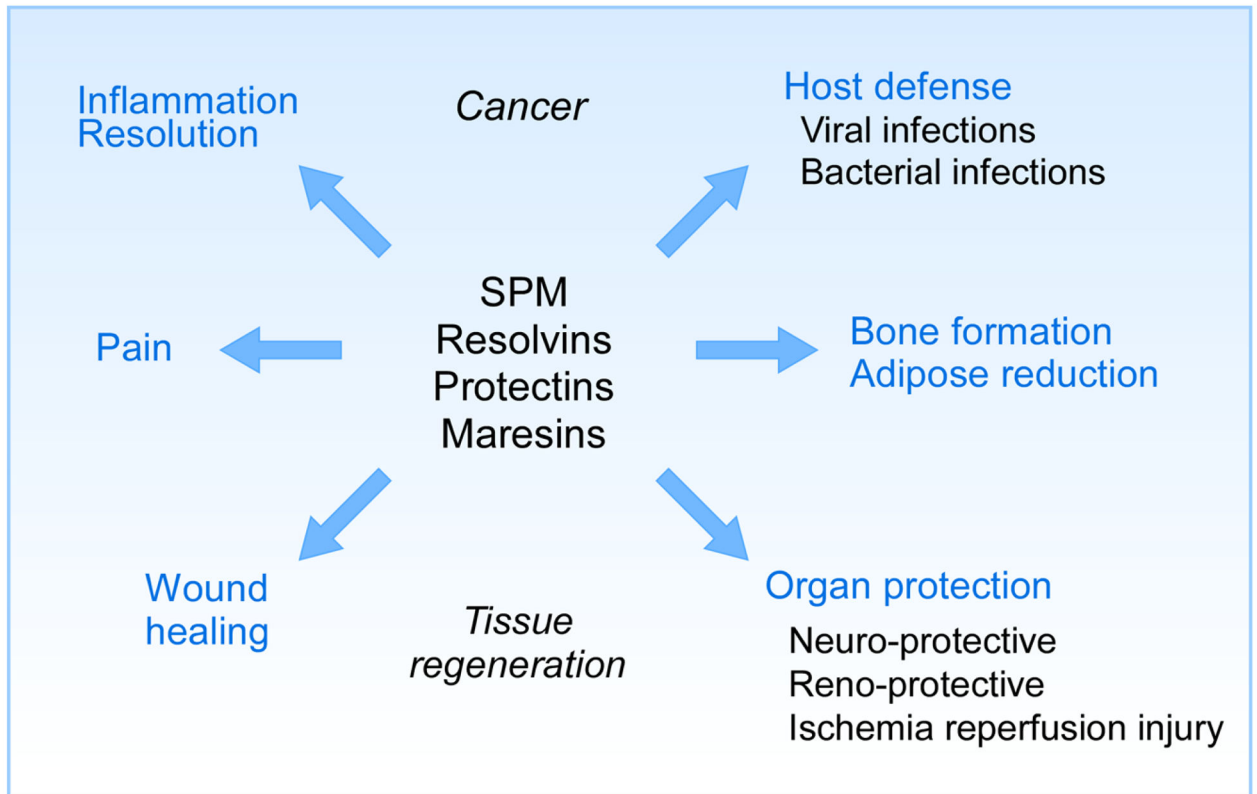 Inflammation
Resolution
Cancer
Host defense
Viral infections
Bacterial infections
SPM
Resolvins
Protectins
Maresins
Pain
Bone formation
Adipose reduction
Wound
healing
Tissue
regeneration
Organ protection
Neuro-protective
Reno-protective
Ischemia reperfusion injury